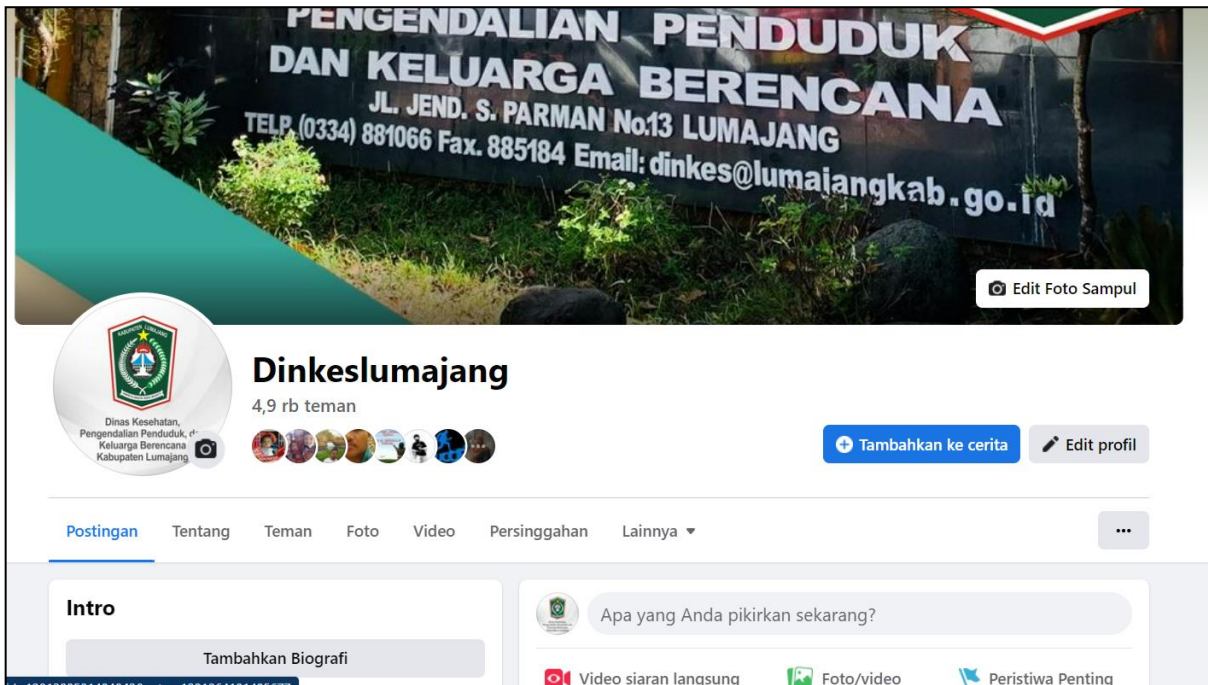 PENGENDALIAN PENDUDUK
DAN KELUARGA BERENCANA
JL. JEND. S. PARMAN No.13 LUMAJANG
TELP. (0334) 881066 Fax. 885184 Email: dinkes@lumajangkab.go.id
Edit Foto Sampul
KABUPATEN LUMAJANG
Dinas Kesehatan,
Pengendalian Penduduk, d
Keluarga Berencana
Kabupaten Lumajang
Dinkeslumajang
4,9 rb teman
Tambahkan ke cerita
Edit profil
Postingan Tentang Teman Foto Video Persinggahan Lainnya
Intro
Tambahkan Biografi
Apa yang Anda pikirkan sekarang?
Video siaran langsung
Foto/video
Peristiwa Penting